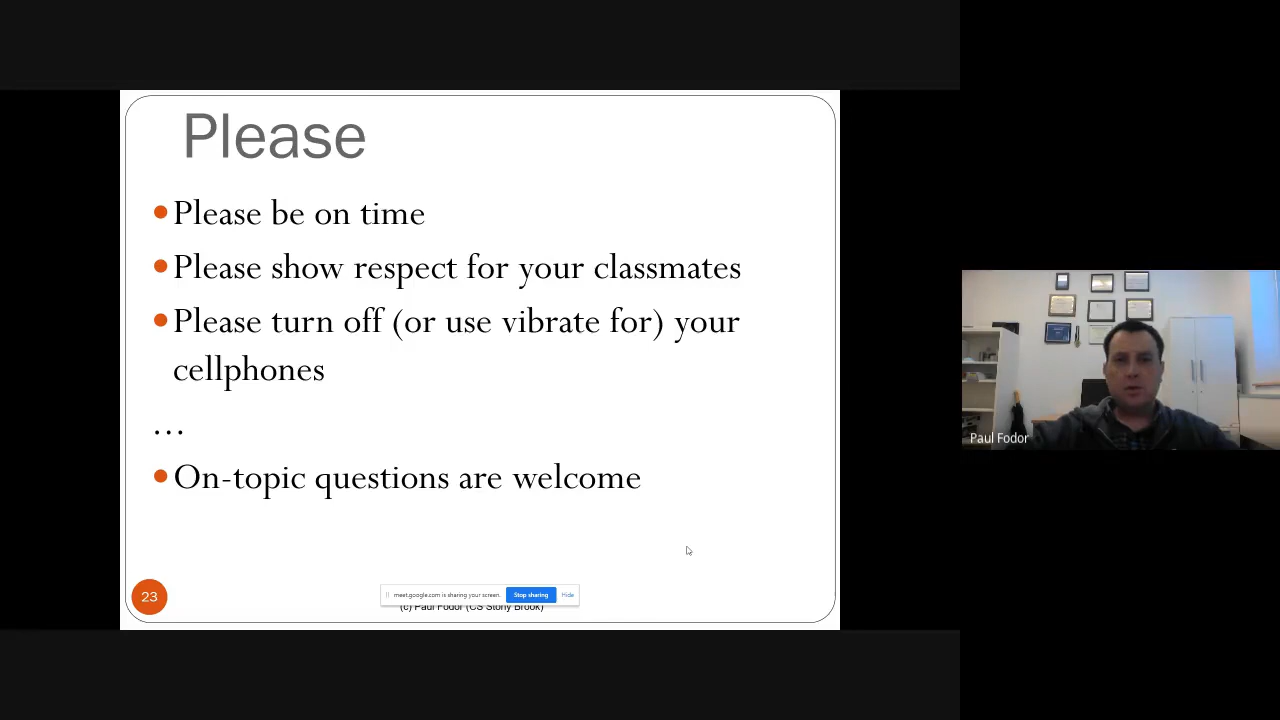 Please
Please be on time
Please show respect for your classmates
Please turn off (or use vibrate for) your
cellphones
…
On-topic questions are welcome
23
meet.google.com is sharing your screen.
Stop sharing
Hide
(c) Paul Fodor (CS Stony Brook)
Paul Fodor